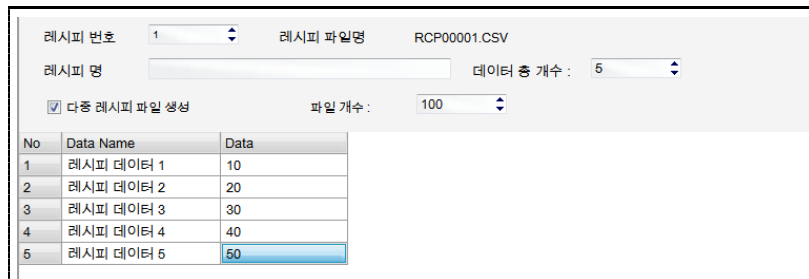 레시피 번호 1 레시피 파일명 RCP00001.CSV
레시피 명 데이터 총 개수 : 5
다중 레시피 파일 생성 파일 개수 : 100
No Data Name Data
1 레시피 데이터 1 10
2 레시피 데이터 2 20
3 레시피 데이터 3 30
4 레시피 데이터 4 40
5 레시피 데이터 5 50